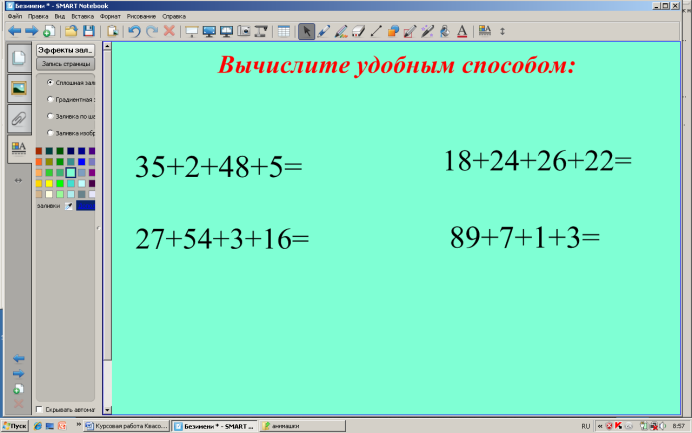 Безимени * - SMART Notebook
Файл Правка Вид Вставка Формат Рисование Справка
Эффекты зал...
Запись страницы
Сплошная зали
Градиентная з
Заливка по ша
Заливка изобр
заливки
Скрывать автомат
Вычислите удобным способом:
35+2+48+5=
18+24+26+22=
27+54+3+16=
89+7+1+3=
Пуск
Курсовая работа Квасо...
Безимени * - SMART ...
анимашки
RU
8:57